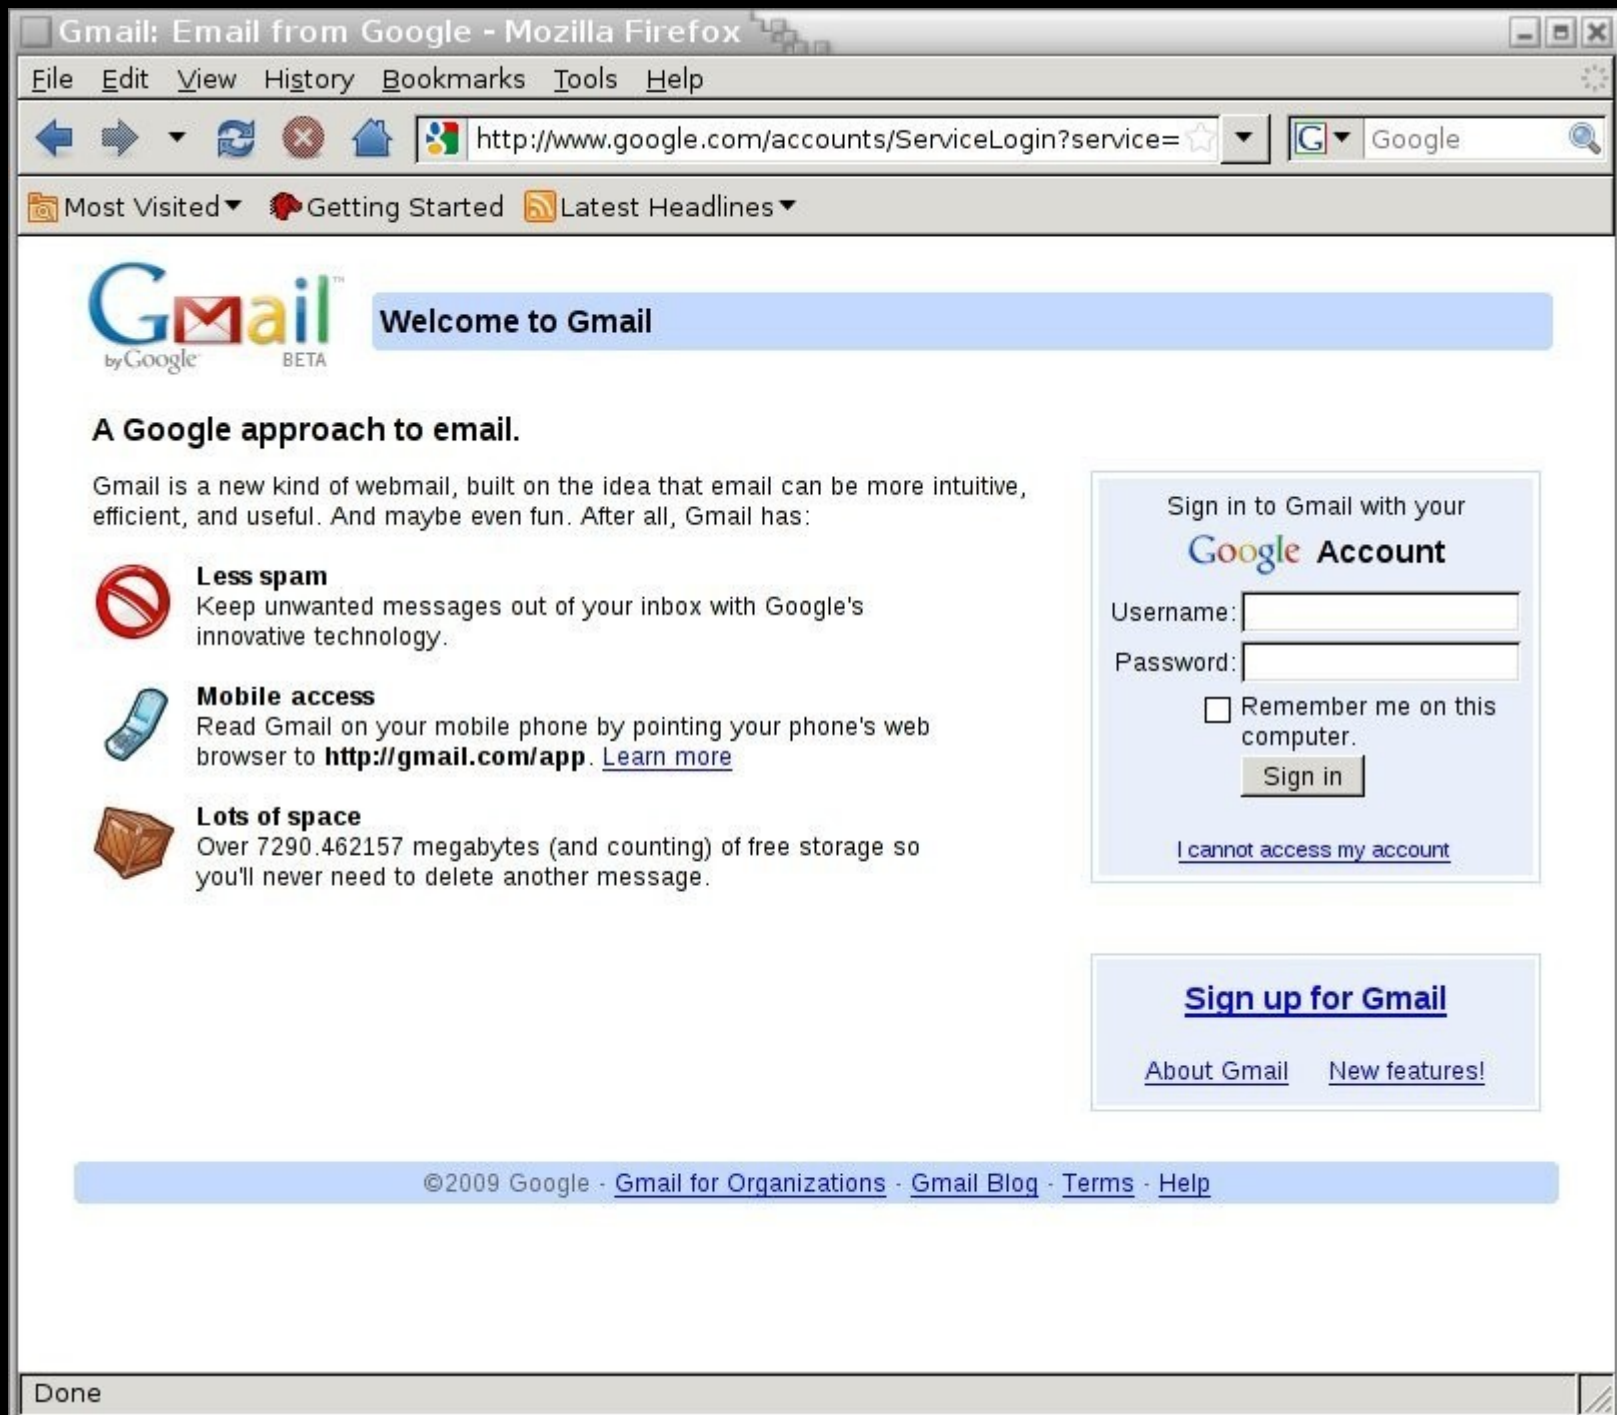 Gmail: Email from Google - Mozilla Firefox
File Edit View History Bookmarks Tools Help
http://www.google.com/accounts/ServiceLogin?service=
G Google
Most Visited Getting Started Latest Headlines
Gmail™
by Google™ BETA
Welcome to Gmail
A Google approach to email.
Gmail is a new kind of webmail, built on the idea that email can be more intuitive,
efficient, and useful. And maybe even fun. After all, Gmail has:
Less spam
Keep unwanted messages out of your inbox with Google's
innovative technology.
Mobile access
Read Gmail on your mobile phone by pointing your phone's web
browser to http://gmail.com/app. Learn more
Lots of space
Over 7290.462157 megabytes (and counting) of free storage so
you'll never need to delete another message.
Sign in to Gmail with your
Google Account
Username:
Password:
Remember me on this
computer.
Sign in
I cannot access my account
Sign up for Gmail
About Gmail New features!
©2009 Google - Gmail for Organizations - Gmail Blog - Terms - Help
Done